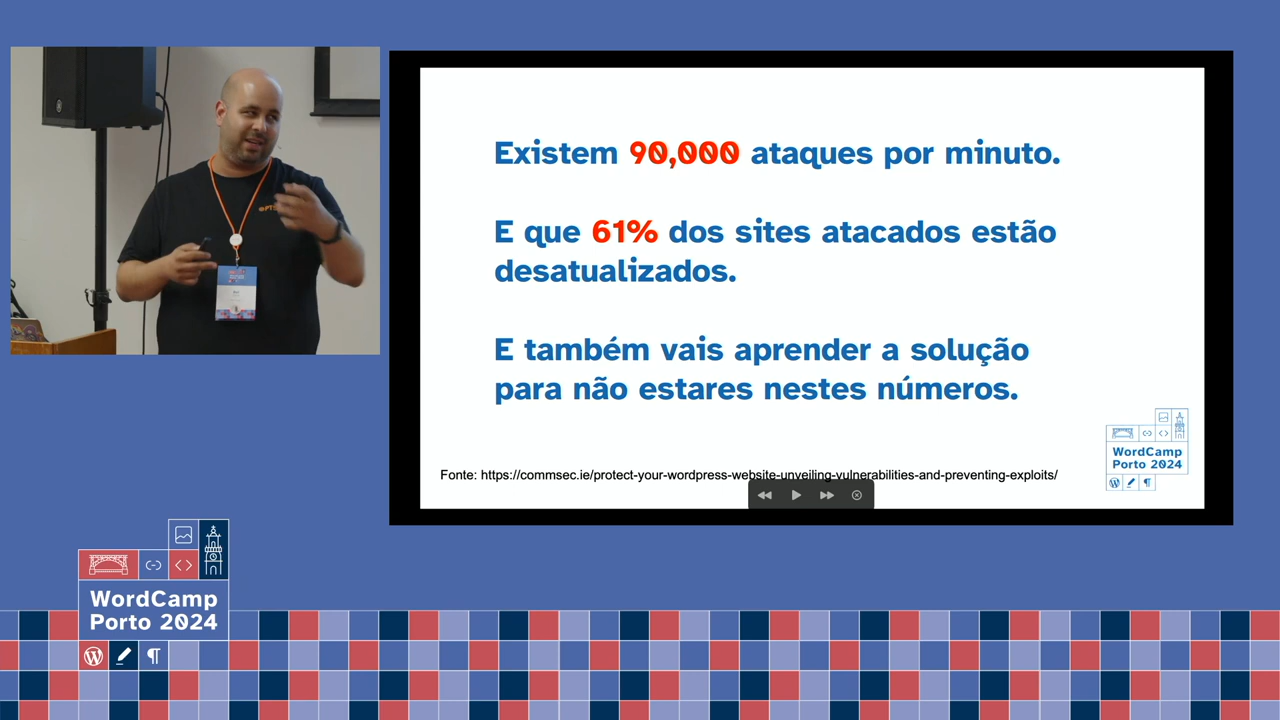 Existem 90,000 ataques por minuto.
E que 61% dos sites atacados estão
desatualizados.
E também vais aprender a solução
para não estares nestes números.
Fonte: https://commsec.ie/protect-your-wordpress-website-unveiling-vulnerabilities-and-preventing-exploits/
WordCamp
Porto 2024
WordCamp
Porto 2024